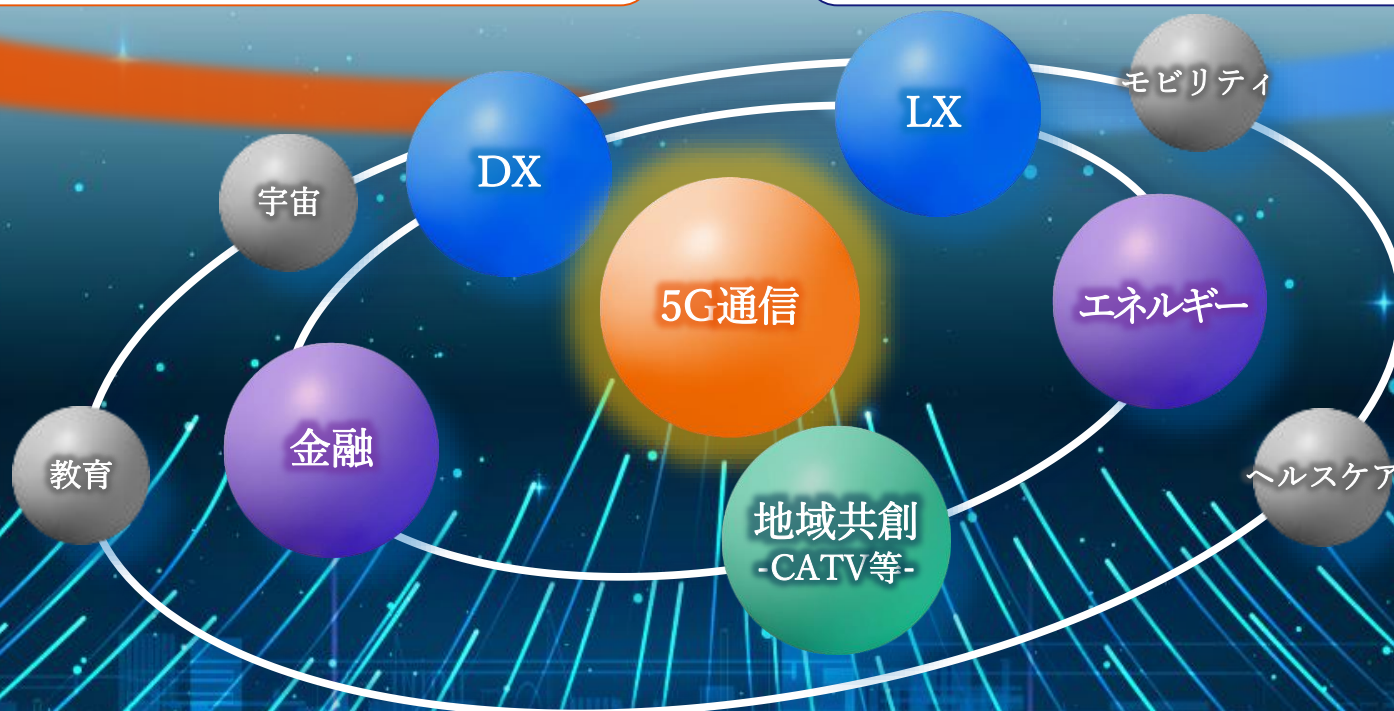 モビリティ
LX
DX
宇宙
5G通信
エネルギー
金融
教育
ヘルスケア
地域共創
-CATV等-